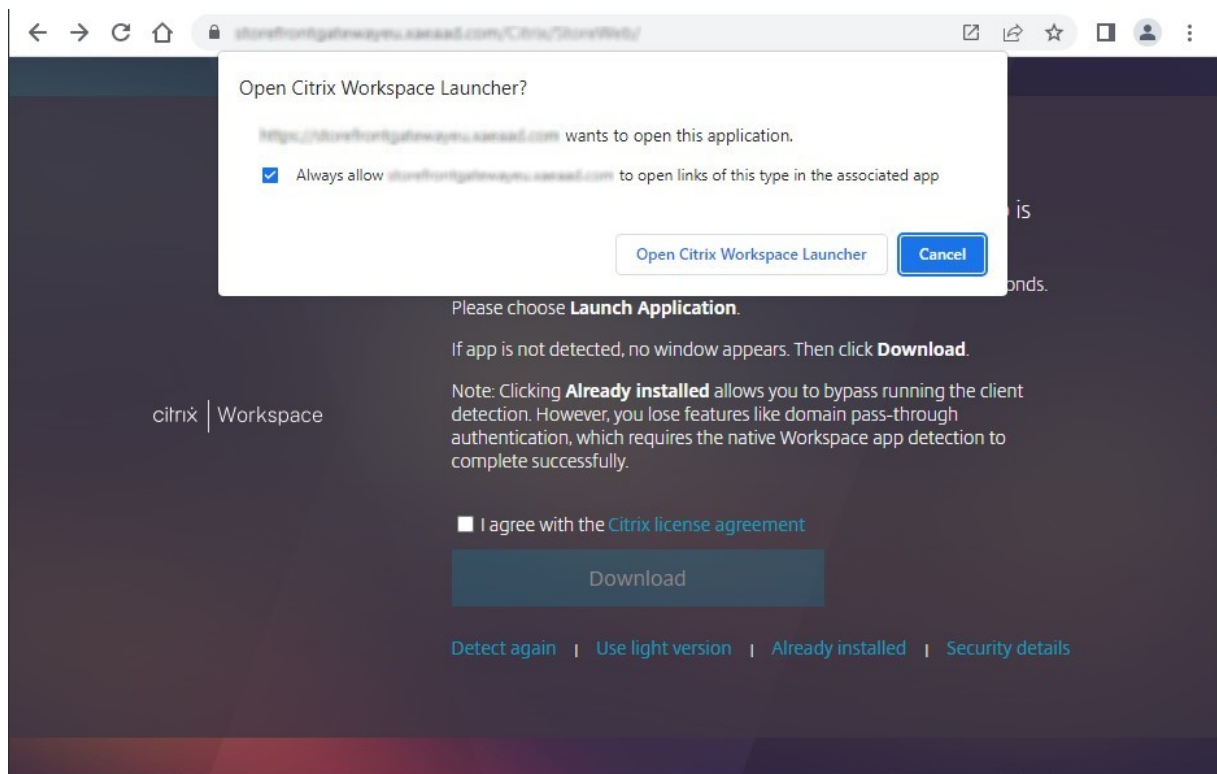 Open Citrix Workspace Launcher?
wants to open this application.
Always allow to open links of this type in the associated app
is
Open Citrix Workspace Launcher
Cancel
onds.
Please choose Launch Application.
If app is not detected, no window appears. Then click Download.
Note: Clicking Already installed allows you to bypass running the client
detection. However, you lose features like domain pass-through
authentication, which requires the native Workspace app detection to
complete successfully.
citrix | Workspace
I agree with the Citrix license agreement
Download
Detect again | Use light version | Already installed | Security details